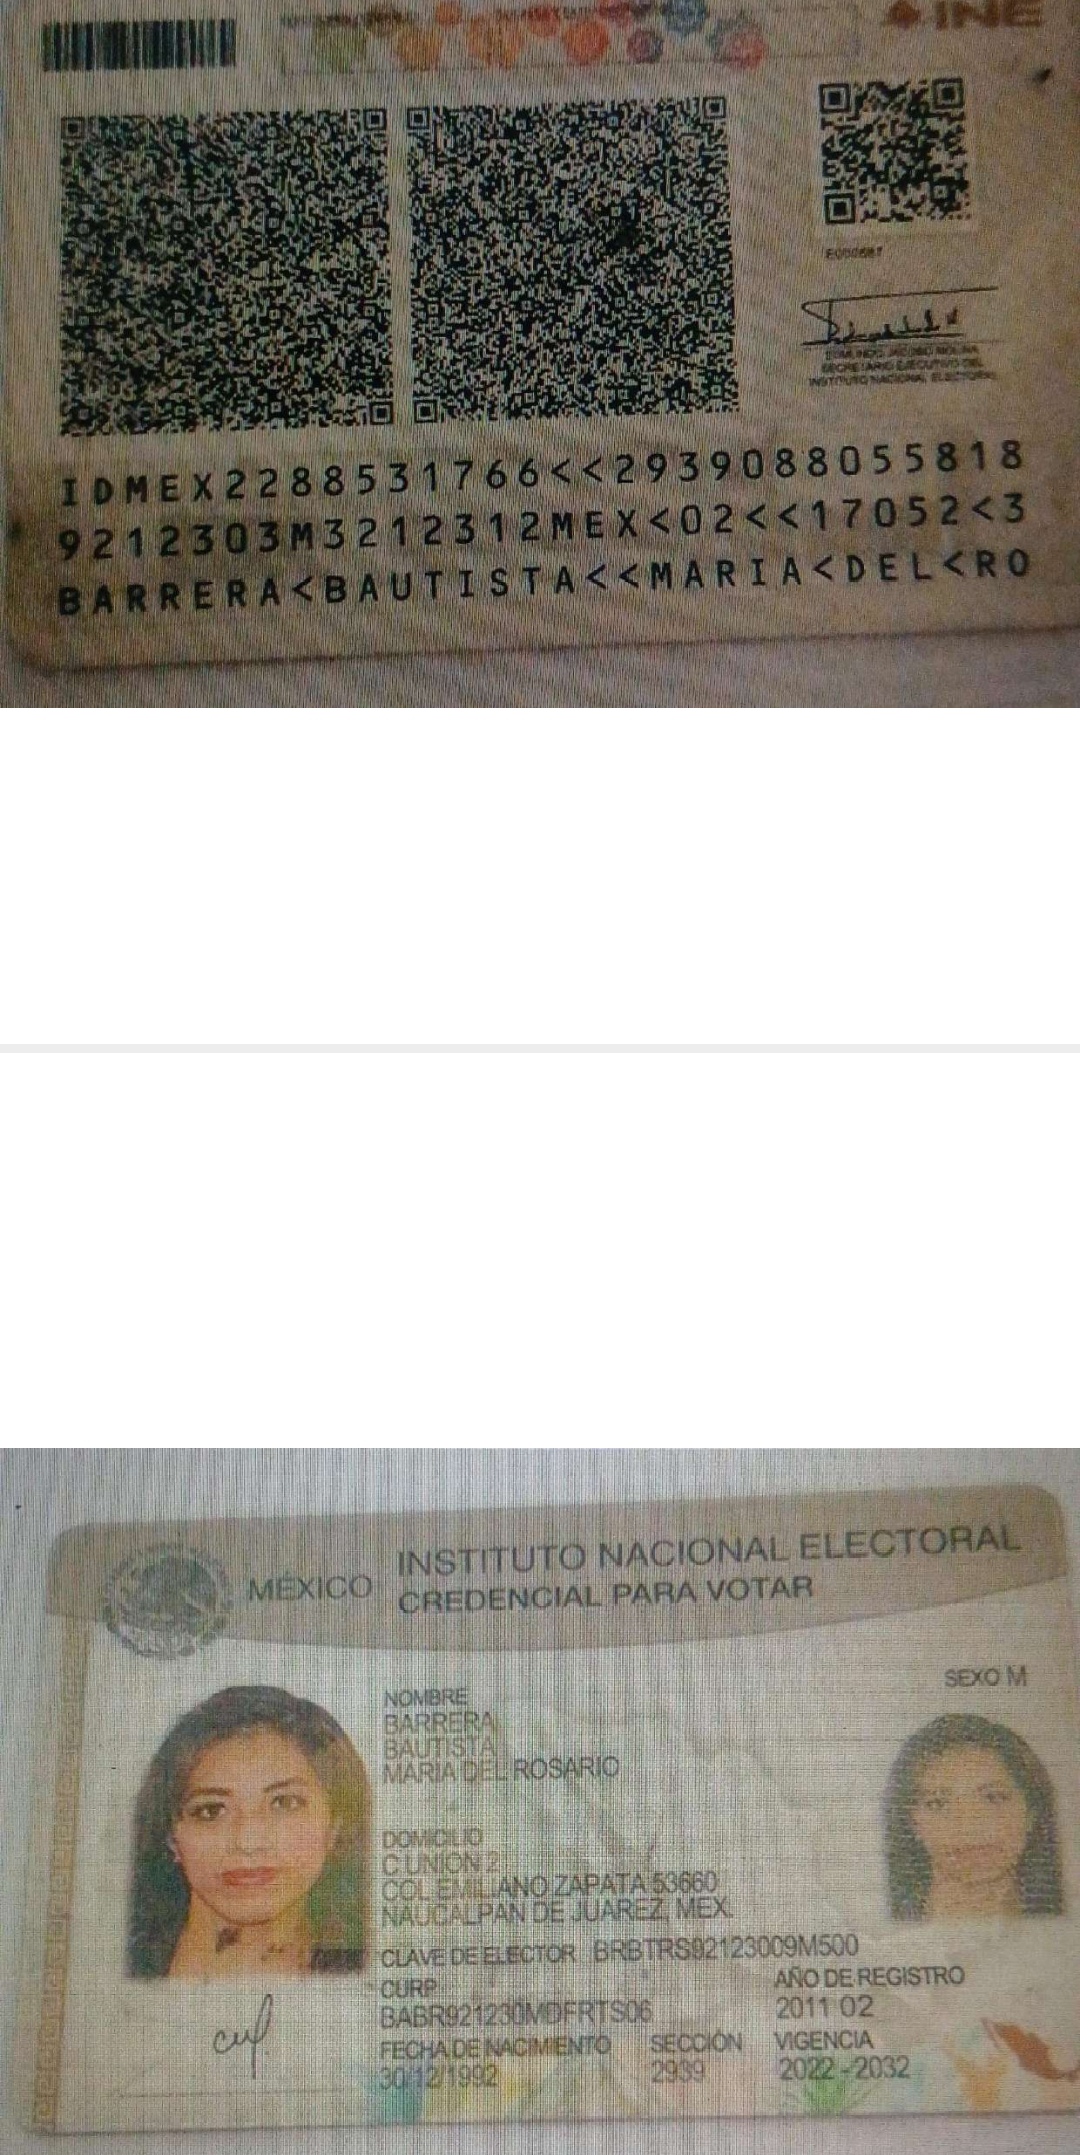 INE
IDMEX2288531766<<2939088055818
9212303M3212312MEX<02<<17052<3
BARRERA<BAUTISTA<<MARIA<DEL<RO
MÉXICO
INSTITUTO NACIONAL ELECTORAL
CREDENCIAL PARA VOTAR
SEXO M
NOMBRE
BARRERA
BAUTISTA
MARIA DEL ROSARIO
DOMICILIO
C UNION 2
COL EMILIANO ZAPATA 53660
NAUCALPAN DE JUAREZ, MEX.
CLAVE DE ELECTOR BRBTRS92123009M500
CURP
BABR921230MDFRTS06
AÑO DE REGISTRO
2011 02
FECHA DE NACIMIENTO
30/12/1992
SECCIÓN
2939
VIGENCIA
2022 - 2032